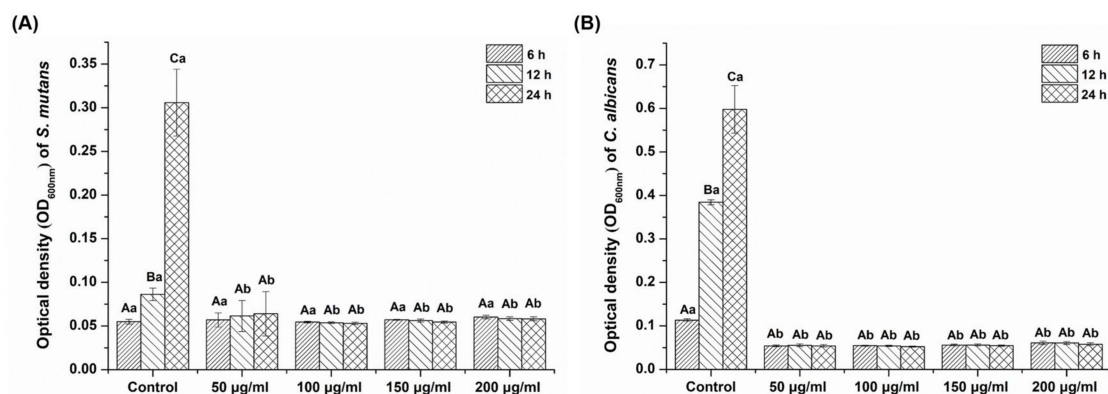 (A)
Optical density (OD600nm) of S. mutans
0.35
0.30
0.25
0.20
0.15
0.10
0.05
0.00
6 h
12 h
24 h
Aa Ba Ca
Aa Ab Ab
Aa Ab Ab
Aa Ab Ab
Aa Ab Ab
Control 50 µg/ml 100 µg/ml 150 µg/ml 200 µg/ml
(B)
Optical density (OD600nm) of C. albicans
0.7
0.6
0.5
0.4
0.3
0.2
0.1
0.0
6 h
12 h
24 h
Aa Ba Ca
Ab Ab Ab
Ab Ab Ab
Ab Ab Ab
Ab Ab Ab
Control 50 µg/ml 100 µg/ml 150 µg/ml 200 µg/ml